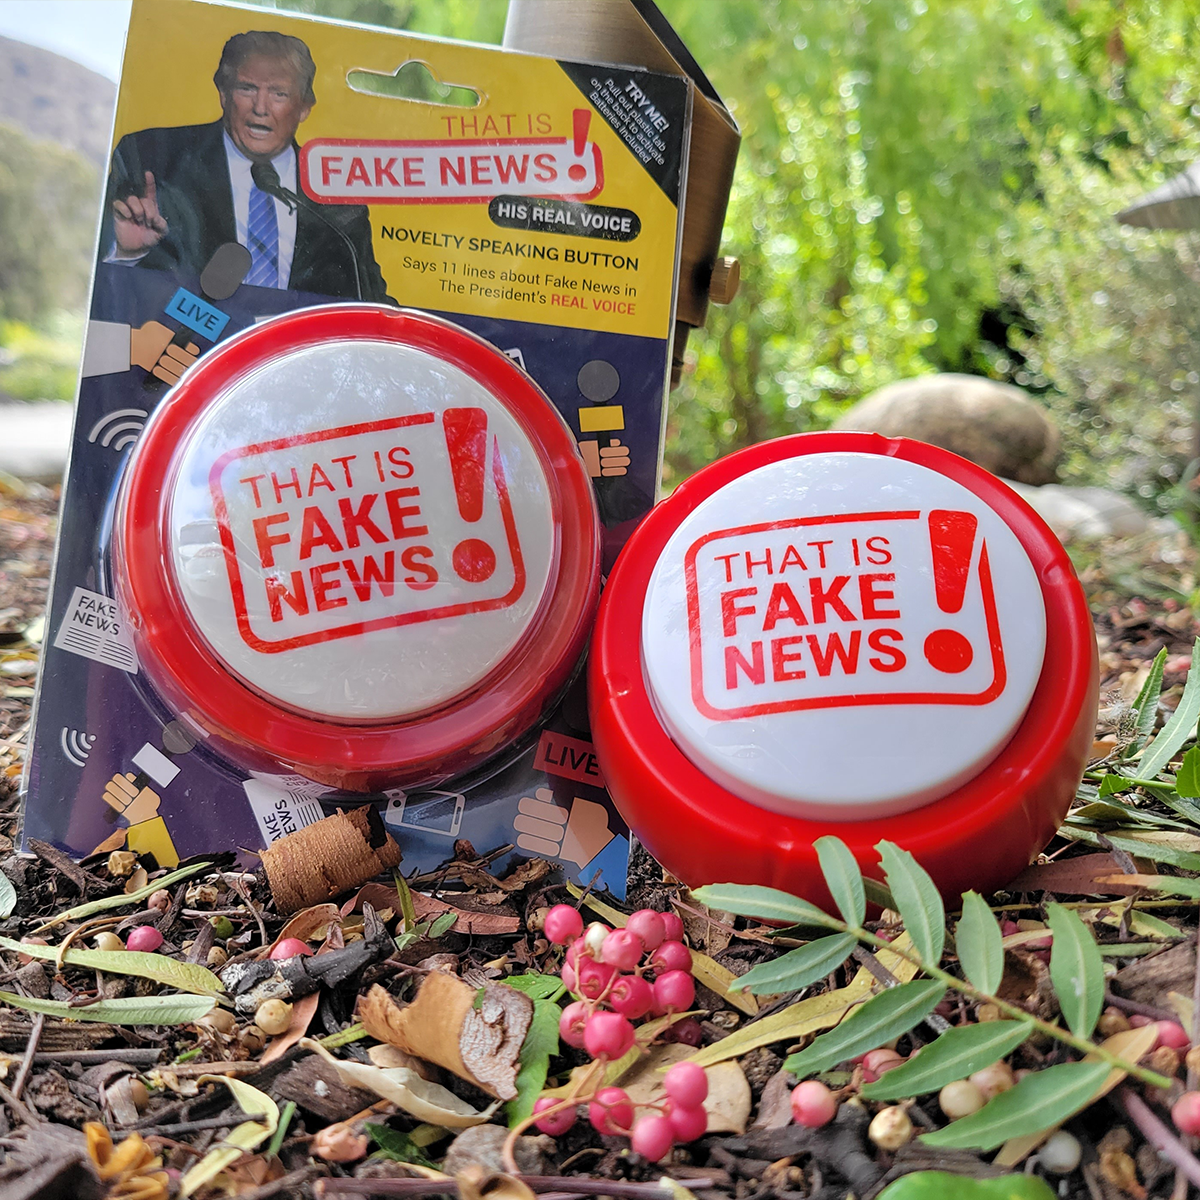 TRY ME!
Pull out plastic tab
on the back to activate
Batteries included
THAT IS
FAKE NEWS!
HIS REAL VOICE
NOVELTY SPEAKING BUTTON
Says 11 lines about Fake News in
The President's REAL VOICE
LIVE
THAT IS
FAKE
NEWS!
THAT IS
FAKE
NEWS!
FAKE
NEWS
LIVE
FAKE
NEWS